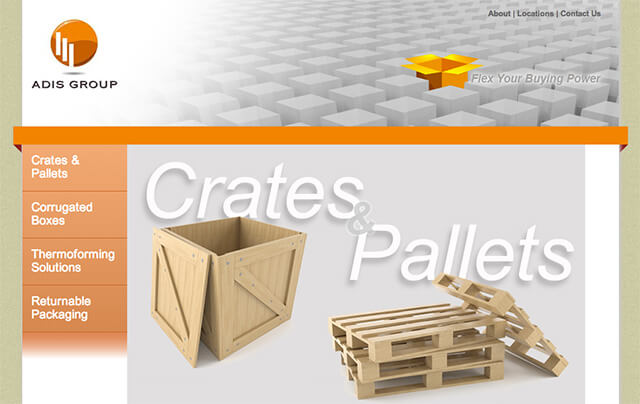 About | Locations | Contact Us
ADIS GROUP
Flex Your Buying Power
Crates &
Pallets
Corrugated
Boxes
Thermoforming
Solutions
Returnable
Packaging
Crates
&
Pallets